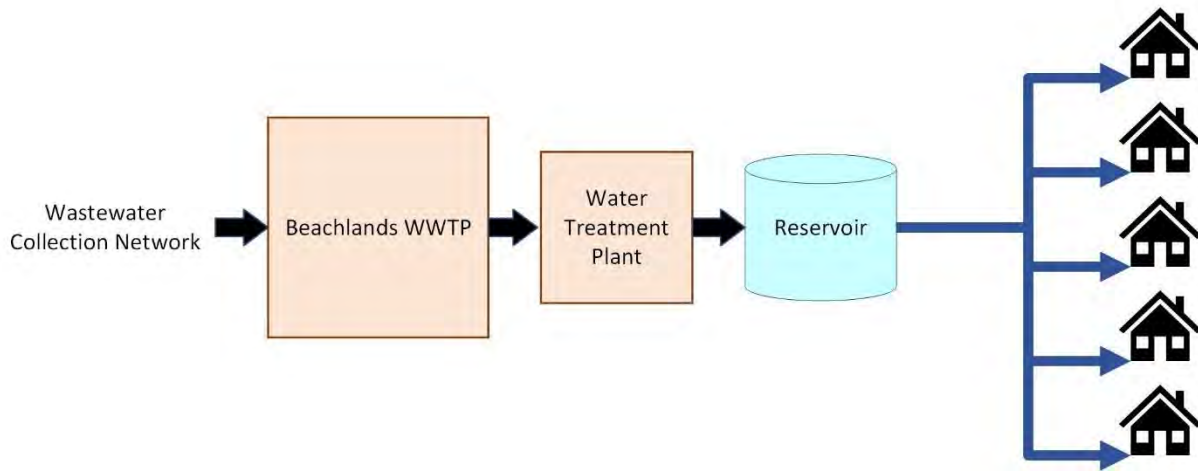 Wastewater
Collection Network
Beachlands WWTP
Water
Treatment
Plant
Reservoir